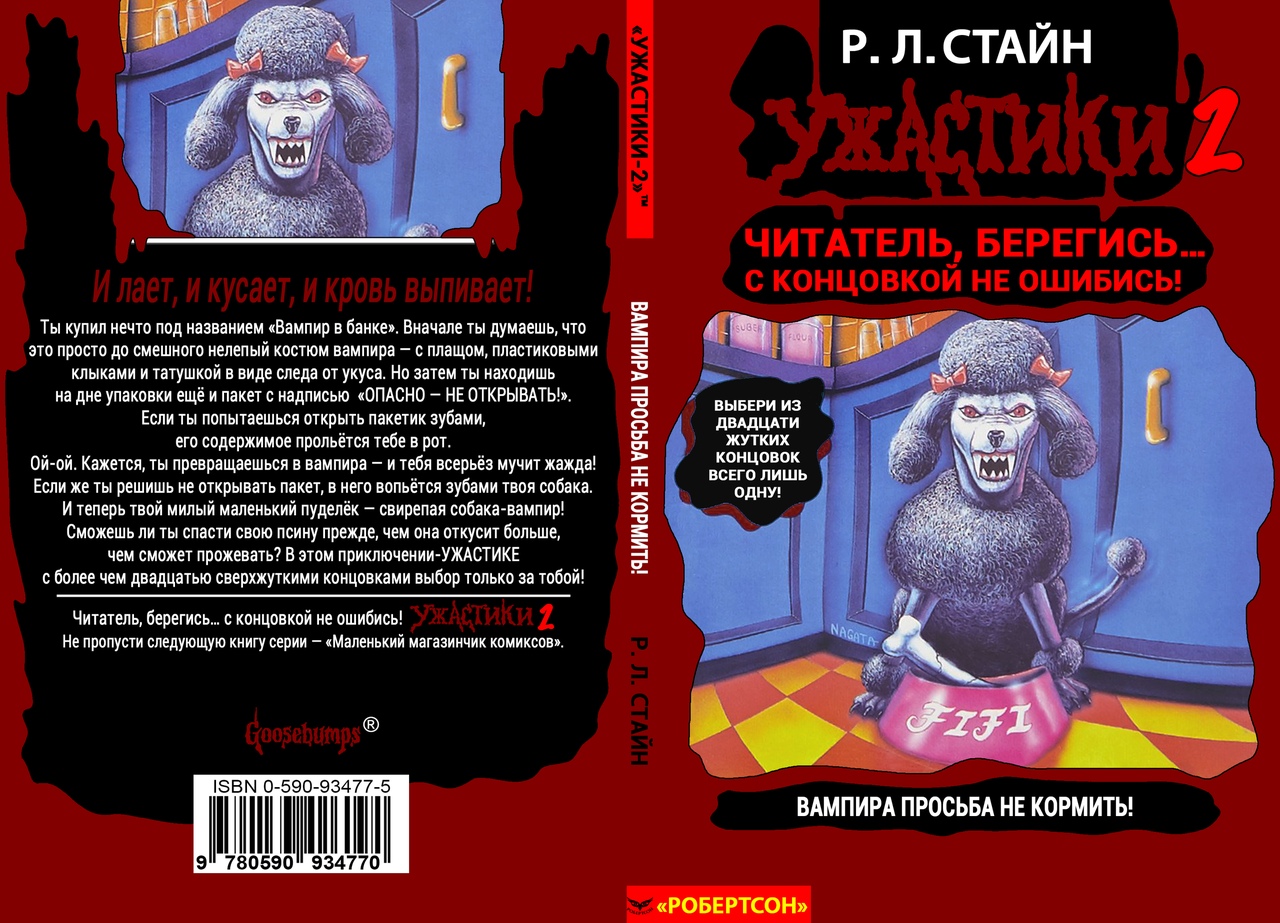 И лает, и кусает, и кровь выпивает!
Ты купил нечто под названием «Вампир в банке». Вначале ты думаешь, что
это просто до смешного нелепый костюм вампира — с плащом, пластиковыми
клыками и татушкой в виде следа от укуса. Но затем ты находишь
на дне упаковки ещё и пакет с надписью «ОПАСНО — НЕ ОТКРЫВАТЬ!».
Если ты попытаешься открыть пакетик зубами,
его содержимое прольётся тебе в рот.
Ой-ой. Кажется, ты превращаешься в вампира — и тебя всерьёз мучит жажда!
Если же ты решишь не открывать пакет, в него вопьётся зубами твоя собака.
И теперь твой милый маленький пуделёк — свирепая собака-вампир!
Сможешь ли ты спасти свою псину прежде, чем она откусит больше,
чем сможет прожевать? В этом приключении-УЖАСТИКЕ
с более чем двадцатью сверхжуткими концовками выбор только за тобой!
Читатель, берегись... с концовкой не ошибись! УЖАСТИКИ 2
Не пропусти следующую книгу серии — «Маленький магазинчик комиксов».
Goosebumps®
ISBN 0-590-93477-5
9 780590 934770
«УЖАСТИКИ-2»™
ВАМПИРА ПРОСЬБА НЕ КОРМИТЬ!
Р. Л. СТАЙН
«РОБЕРТСОН»
Р. Л. СТАЙН
УЖАСТИКИ 2
ЧИТАТЕЛЬ, БЕРЕГИСЬ...
С КОНЦОВКОЙ НЕ ОШИБИСЬ!
SUGER
FLOUR
ВЫБЕРИ ИЗ
ДВАДЦАТИ
ЖУТКИХ
КОНЦОВОК
ВСЕГО ЛИШЬ
ОДНУ!
NAGATA
FIFI
ВАМПИРА ПРОСЬБА НЕ КОРМИТЬ!